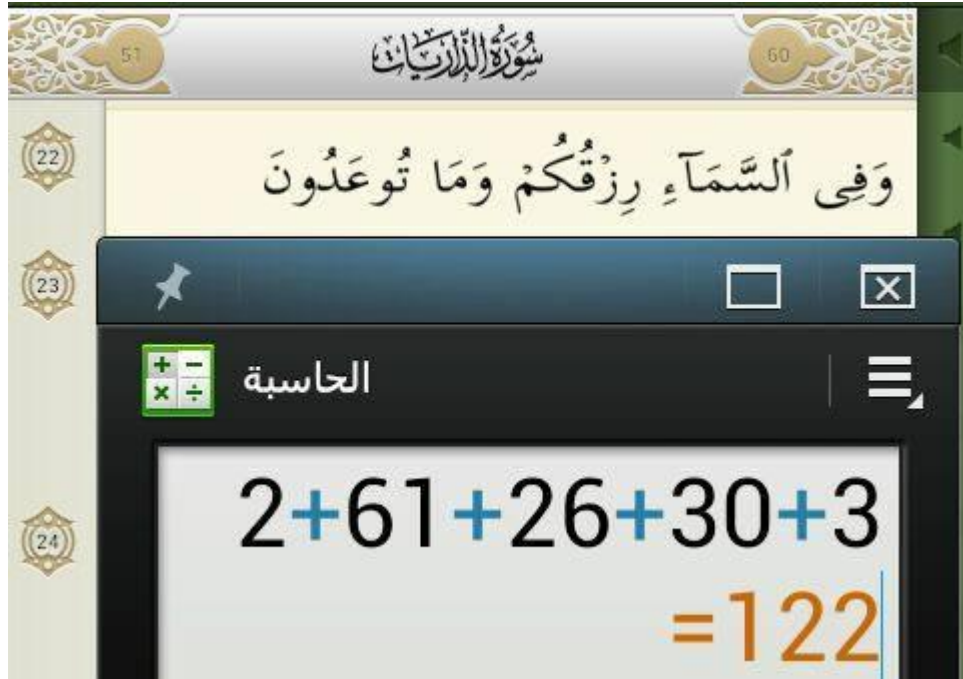 51 سُورَةُ الذَّارِيَاتِ 60
22
وَفِى ٱلسَّمَآءِ رِزْقُكُمْ وَمَا تُوعَدُونَ
23
الحاسبة
24
2+61+26+30+3
=122